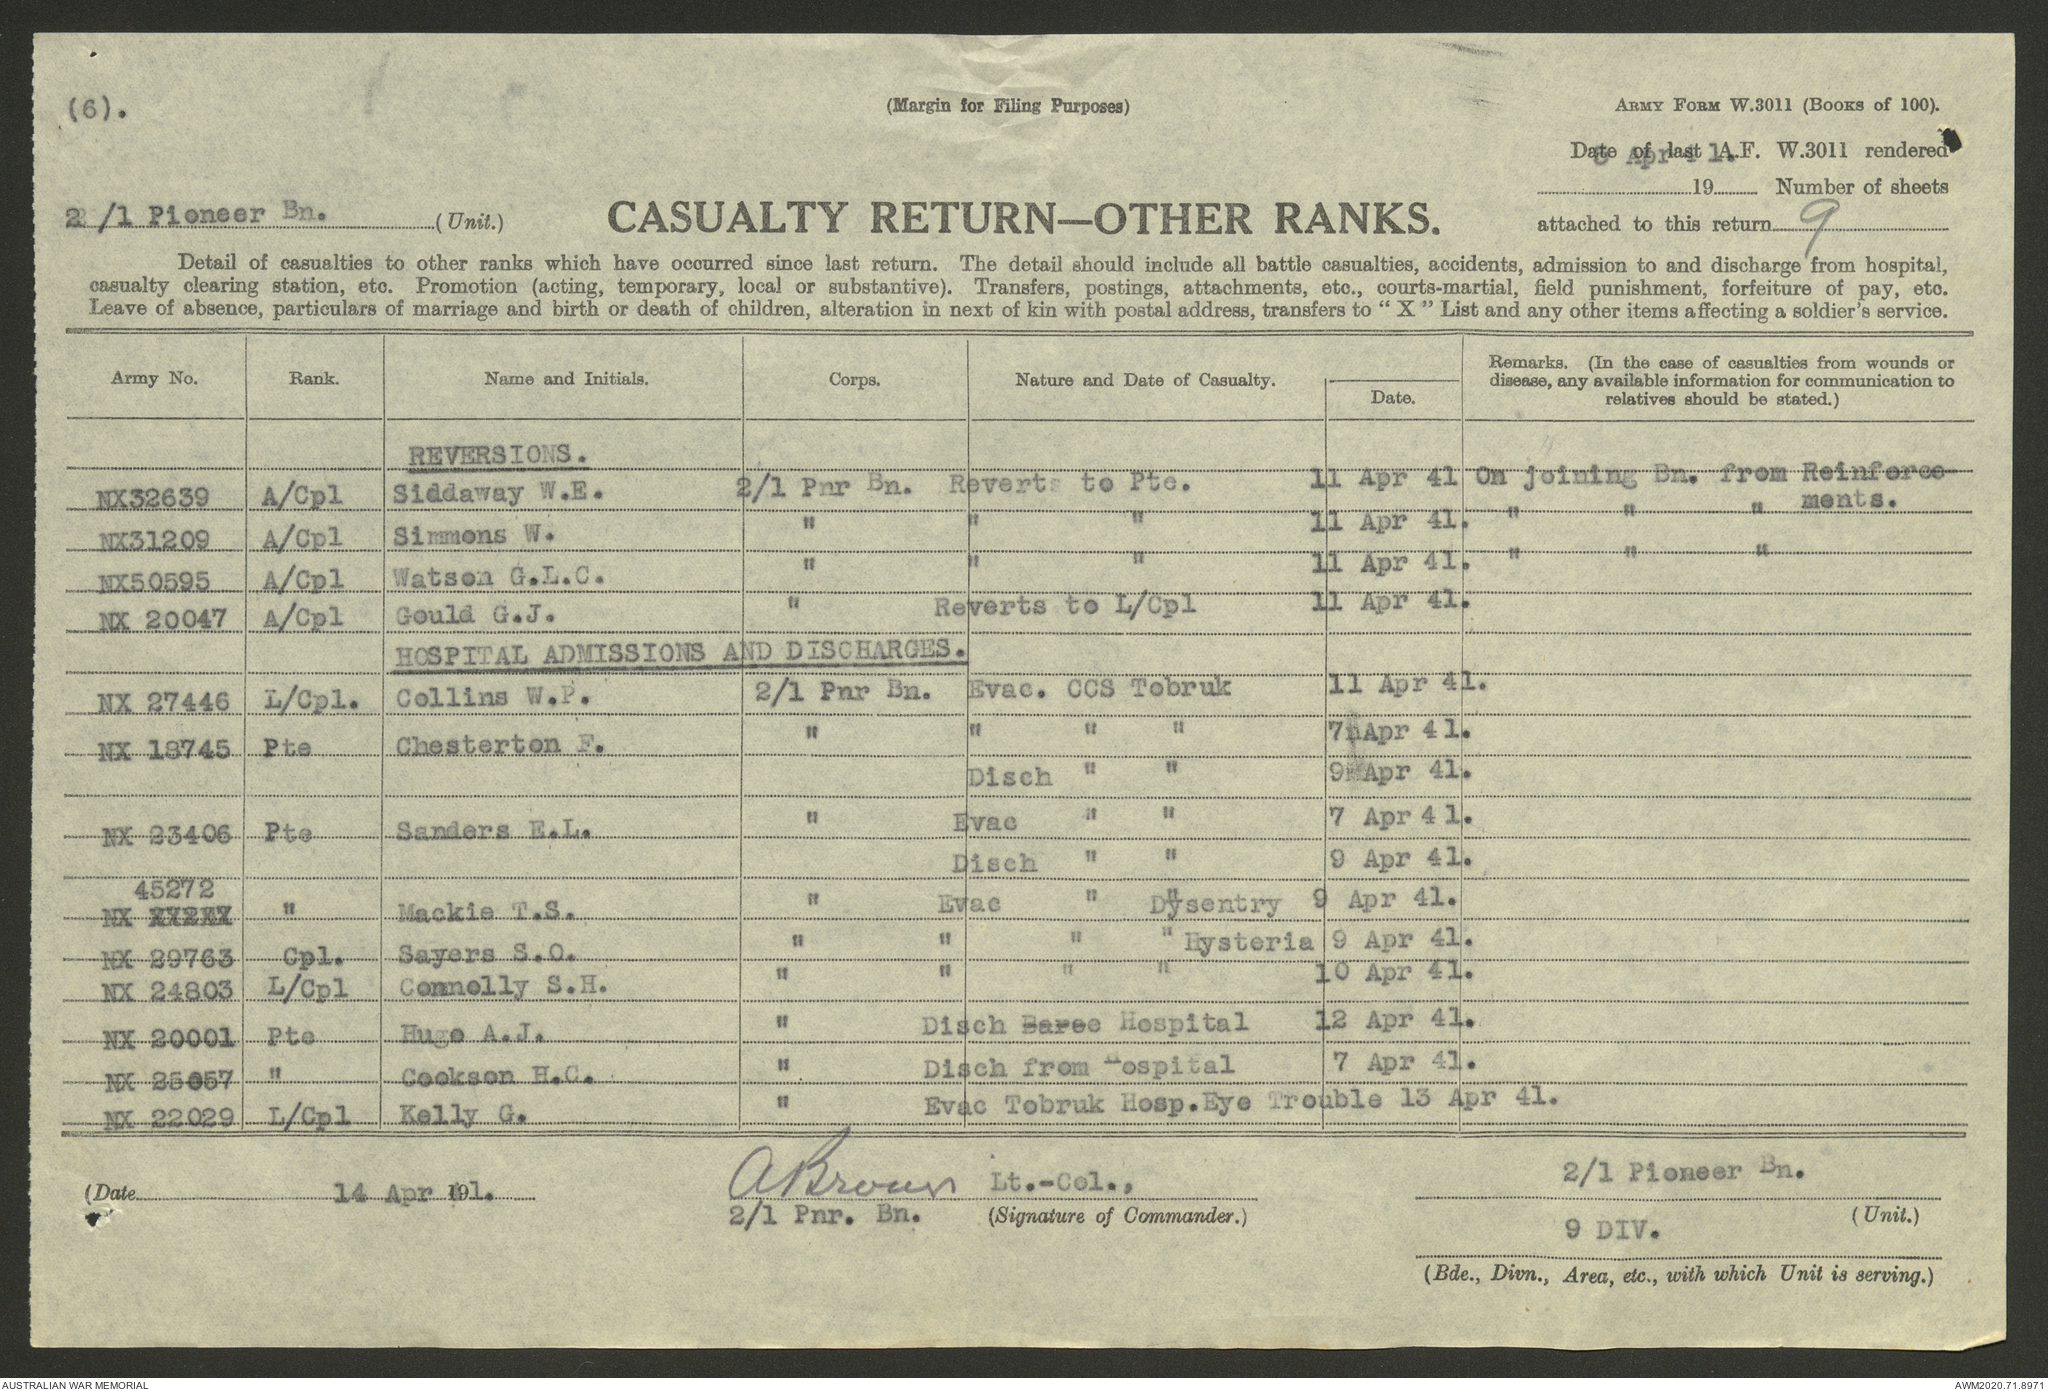 (6).
(Margin for Filing Purposes)
ARMY FORM W.3011 (BOOKS of 100).
Date of last A.F. W.3011 rendered
Apr 41.
19 Number of sheets
2/1 Pioneer Bn. (Unit.)
CASUALTY RETURN—OTHER RANKS.
attached to this return 9
Detail of casualties to other ranks which have occurred since last return. The detail should include all battle casualties, accidents, admission to and discharge from hospital,
casualty clearing station, etc. Promotion (acting, temporary, local or substantive). Transfers, postings, attachments, etc., courts-martial, field punishment, forfeiture of pay, etc.
Leave of absence, particulars of marriage and birth or death of children, alteration in next of kin with postal address, transfers to "X" List and any other items affecting a soldier's service.
Army No. Rank. Name and Initials. Corps. Nature and Date of Casualty. Date. Remarks. (In the case of casualties from wounds or
disease, any available information for communication to
relatives should be stated.)
REVERSIONS.
NX32639 A/Cpl Siddaway W.E. 2/1 Pnr Bn. Reverts to Pte. 11 Apr 41 On joining Bn. from Reinforce-
ments.
NX31209 A/Cpl Simmons W. " " " 11 Apr 41. " " "
NX50595 A/Cpl Watson G.L.C. " " " 11 Apr 41. " " "
NX 20047 A/Cpl Gould G.J. " Reverts to L/Cpl 11 Apr 41.
HOSPITAL ADMISSIONS AND DISCHARGES.
NX 27446 L/Cpl. Collins W.P. 2/1 Pnr Bn. Evac. CCS Tobruk 11 Apr 41.
NX 18745 Pte Chesterton F. " " " " 7 Apr 41.
Disch " " 9 Apr 41.
NX 23406 Pte Sanders E.L. " Evac " " 7 Apr 41.
Disch " " 9 Apr 41.
45272
NX " Mackie T.S. " Evac " " Dysentry 9 Apr 41.
NX 29763 Cpl. Sayers S.O. " " " " Hysteria 9 Apr 41.
NX 24803 L/Cpl Connolly S.H. " " " " 10 Apr 41.
NX 20001 Pte Hugo A.J. " Disch Barce Hospital 12 Apr 41.
NX 25057 " Cookson H.C. " Disch from Hospital 7 Apr 41.
NX 22029 L/Cpl Kelly G. " Evac Tobruk Hosp.Eye Trouble 13 Apr 41.
(Date 14 Apr 41.
A Brown Lt.-Col.,
2/1 Pnr. Bn. (Signature of Commander.)
2/1 Pioneer Bn.
(Unit.)
9 DIV.
(Bde., Divn., Area, etc., with which Unit is serving.)
AUSTRALIAN WAR MEMORIAL
AWM2020.71.8971